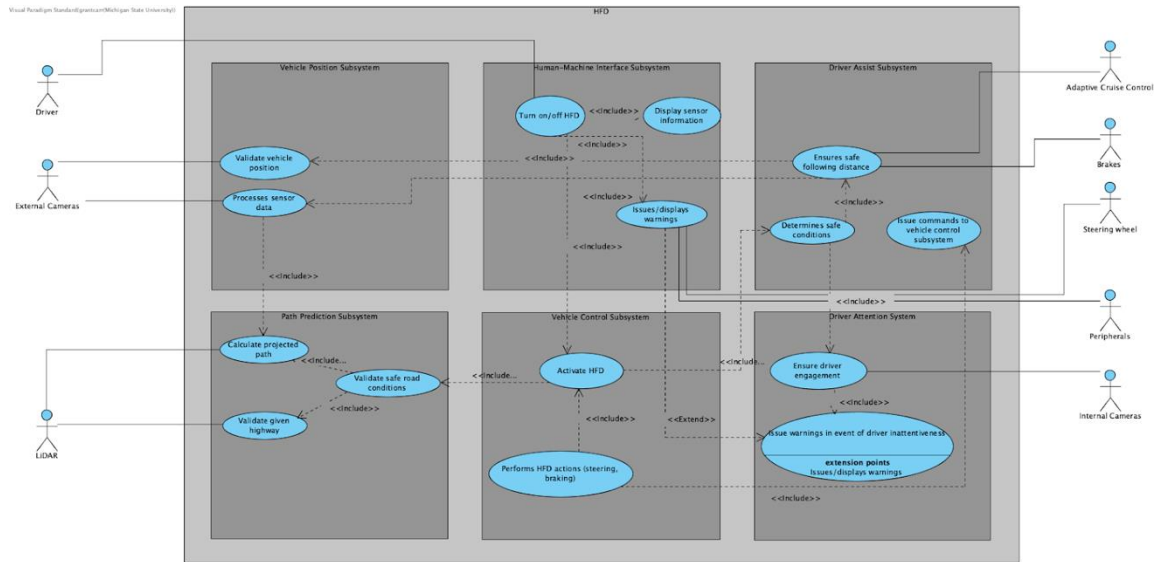 Visual Paradigm Standard(grantcarr(Michigan State University))
HFD
Vehicle Position Subsystem
Human-Machine Interface Subsystem
Driver Assist Subsystem
Driver
Adaptive Cruise Control
Turn on/off HFD
<<Include>>
Display sensor
information
<<Include>>
<<Include>>
Brakes
Validate vehicle
position
Ensures safe
following distance
External Cameras
Processes sensor
data
<<Include>>
<<Include>>
Issues/displays
warnings
Determines safe
conditions
Issue commands to
vehicle control
subsystem
Steering wheel
<<Include>>
<<Include>>
<<Include>>
<<Include>>
Path Prediction Subsystem
Vehicle Control Subsystem
Driver Attention System
Peripherals
Calculate projected
path
<<Include...
Validate safe road
conditions
<<Include...
Activate HFD
<<Include...
Ensure driver
engagement
Internal Cameras
<<Include>>
<<Include>>
Validate given
highway
<<Include>>
<<Extend>>
LiDAR
Issue warnings in event of driver inattentiveness
extension points
Issues/displays warnings
Performs HFD actions (steering,
braking)
<<Include>>